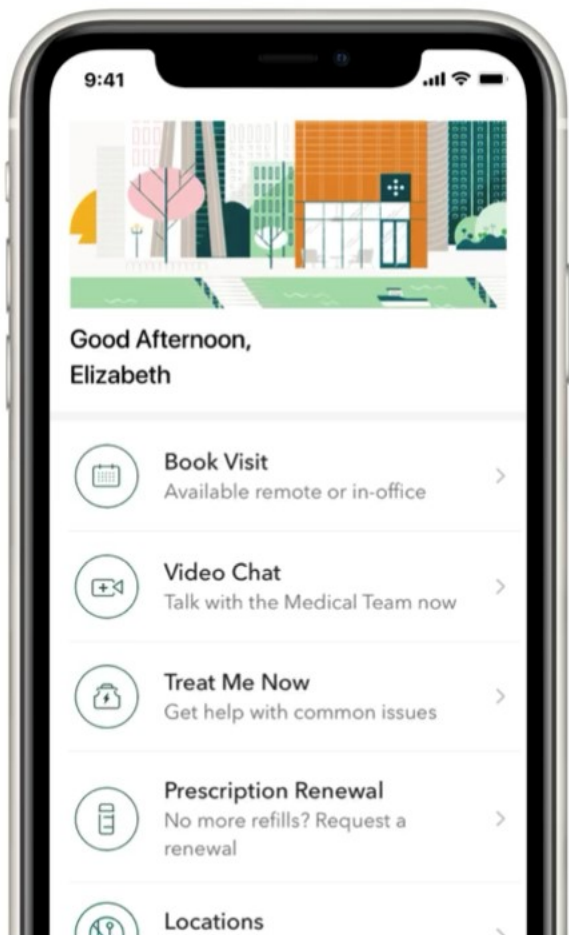 9:41
Good Afternoon,
Elizabeth
Book Visit
Available remote or in-office
Video Chat
Talk with the Medical Team now
Treat Me Now
Get help with common issues
Prescription Renewal
No more refills? Request a
renewal
Locations